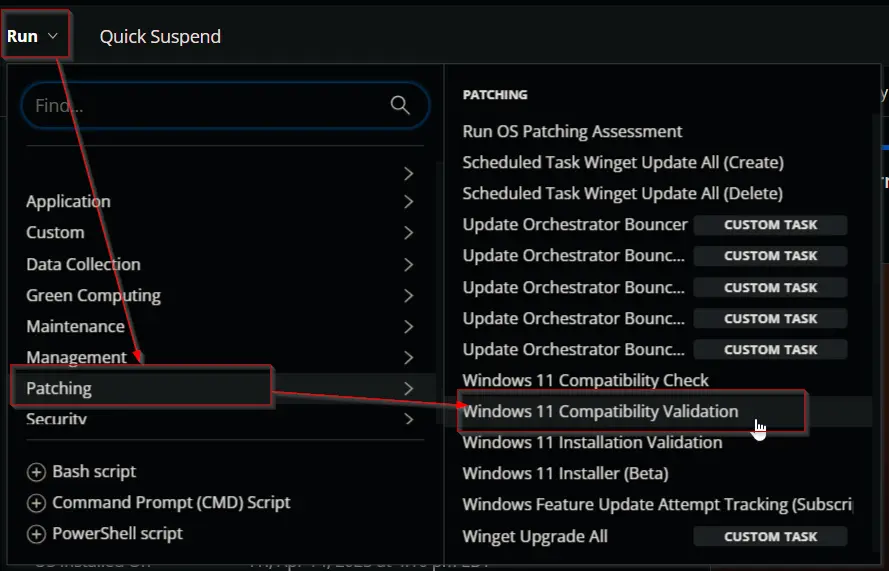 Run
Quick Suspend
Find...
Application
Custom
Data Collection
Green Computing
Maintenance
Management
Patching
Security
Bash script
Command Prompt (CMD) Script
PowerShell script
PATCHING
Run OS Patching Assessment
Scheduled Task Winget Update All (Create)
Scheduled Task Winget Update All (Delete)
Update Orchestrator Bouncer CUSTOM TASK
Update Orchestrator Bounc... CUSTOM TASK
Update Orchestrator Bounc... CUSTOM TASK
Update Orchestrator Bounc... CUSTOM TASK
Update Orchestrator Bounc... CUSTOM TASK
Windows 11 Compatibility Check
Windows 11 Compatibility Validation
Windows 11 Installation Validation
Windows 11 Installer (Beta)
Windows Feature Update Attempt Tracking (Subscri
Winget Upgrade All CUSTOM TASK